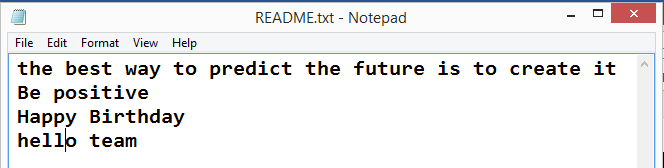 README.txt - Notepad
File Edit Format View Help
the best way to predict the future is to create it
Be positive
Happy Birthday
hello team